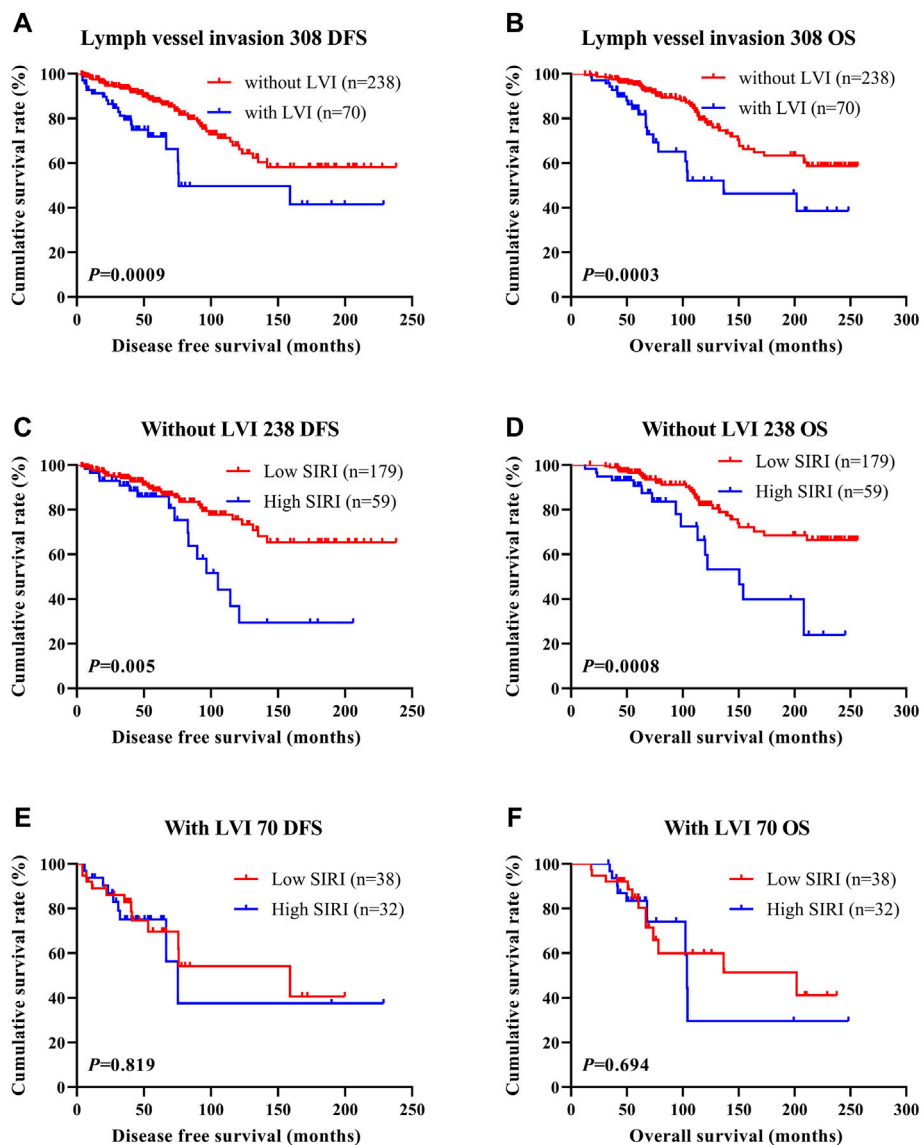 A
Lymph vessel invasion 308 DFS
Cumulative survival rate (%)
100
80
60
40
20
0
without LVI (n=238)
with LVI (n=70)
P=0.0009
0 50 100 150 200 250
Disease free survival (months)
B
Lymph vessel invasion 308 OS
Cumulative survival rate (%)
100
80
60
40
20
0
without LVI (n=238)
with LVI (n=70)
P=0.0003
0 50 100 150 200 250 300
Overall survival (months)
C
Without LVI 238 DFS
Cumulative survival rate (%)
100
80
60
40
20
0
Low SIRI (n=179)
High SIRI (n=59)
P=0.005
0 50 100 150 200 250
Disease free survival (months)
D
Without LVI 238 OS
Cumulative survival rate (%)
100
80
60
40
20
0
Low SIRI (n=179)
High SIRI (n=59)
P=0.0008
0 50 100 150 200 250 300
Overall survival (months)
E
With LVI 70 DFS
Cumulative survival rate (%)
100
80
60
40
20
0
Low SIRI (n=38)
High SIRI (n=32)
P=0.819
0 50 100 150 200 250
Disease free survival (months)
F
With LVI 70 OS
Cumulative survival rate (%)
100
80
60
40
20
0
Low SIRI (n=38)
High SIRI (n=32)
P=0.694
0 50 100 150 200 250 300
Overall survival (months)